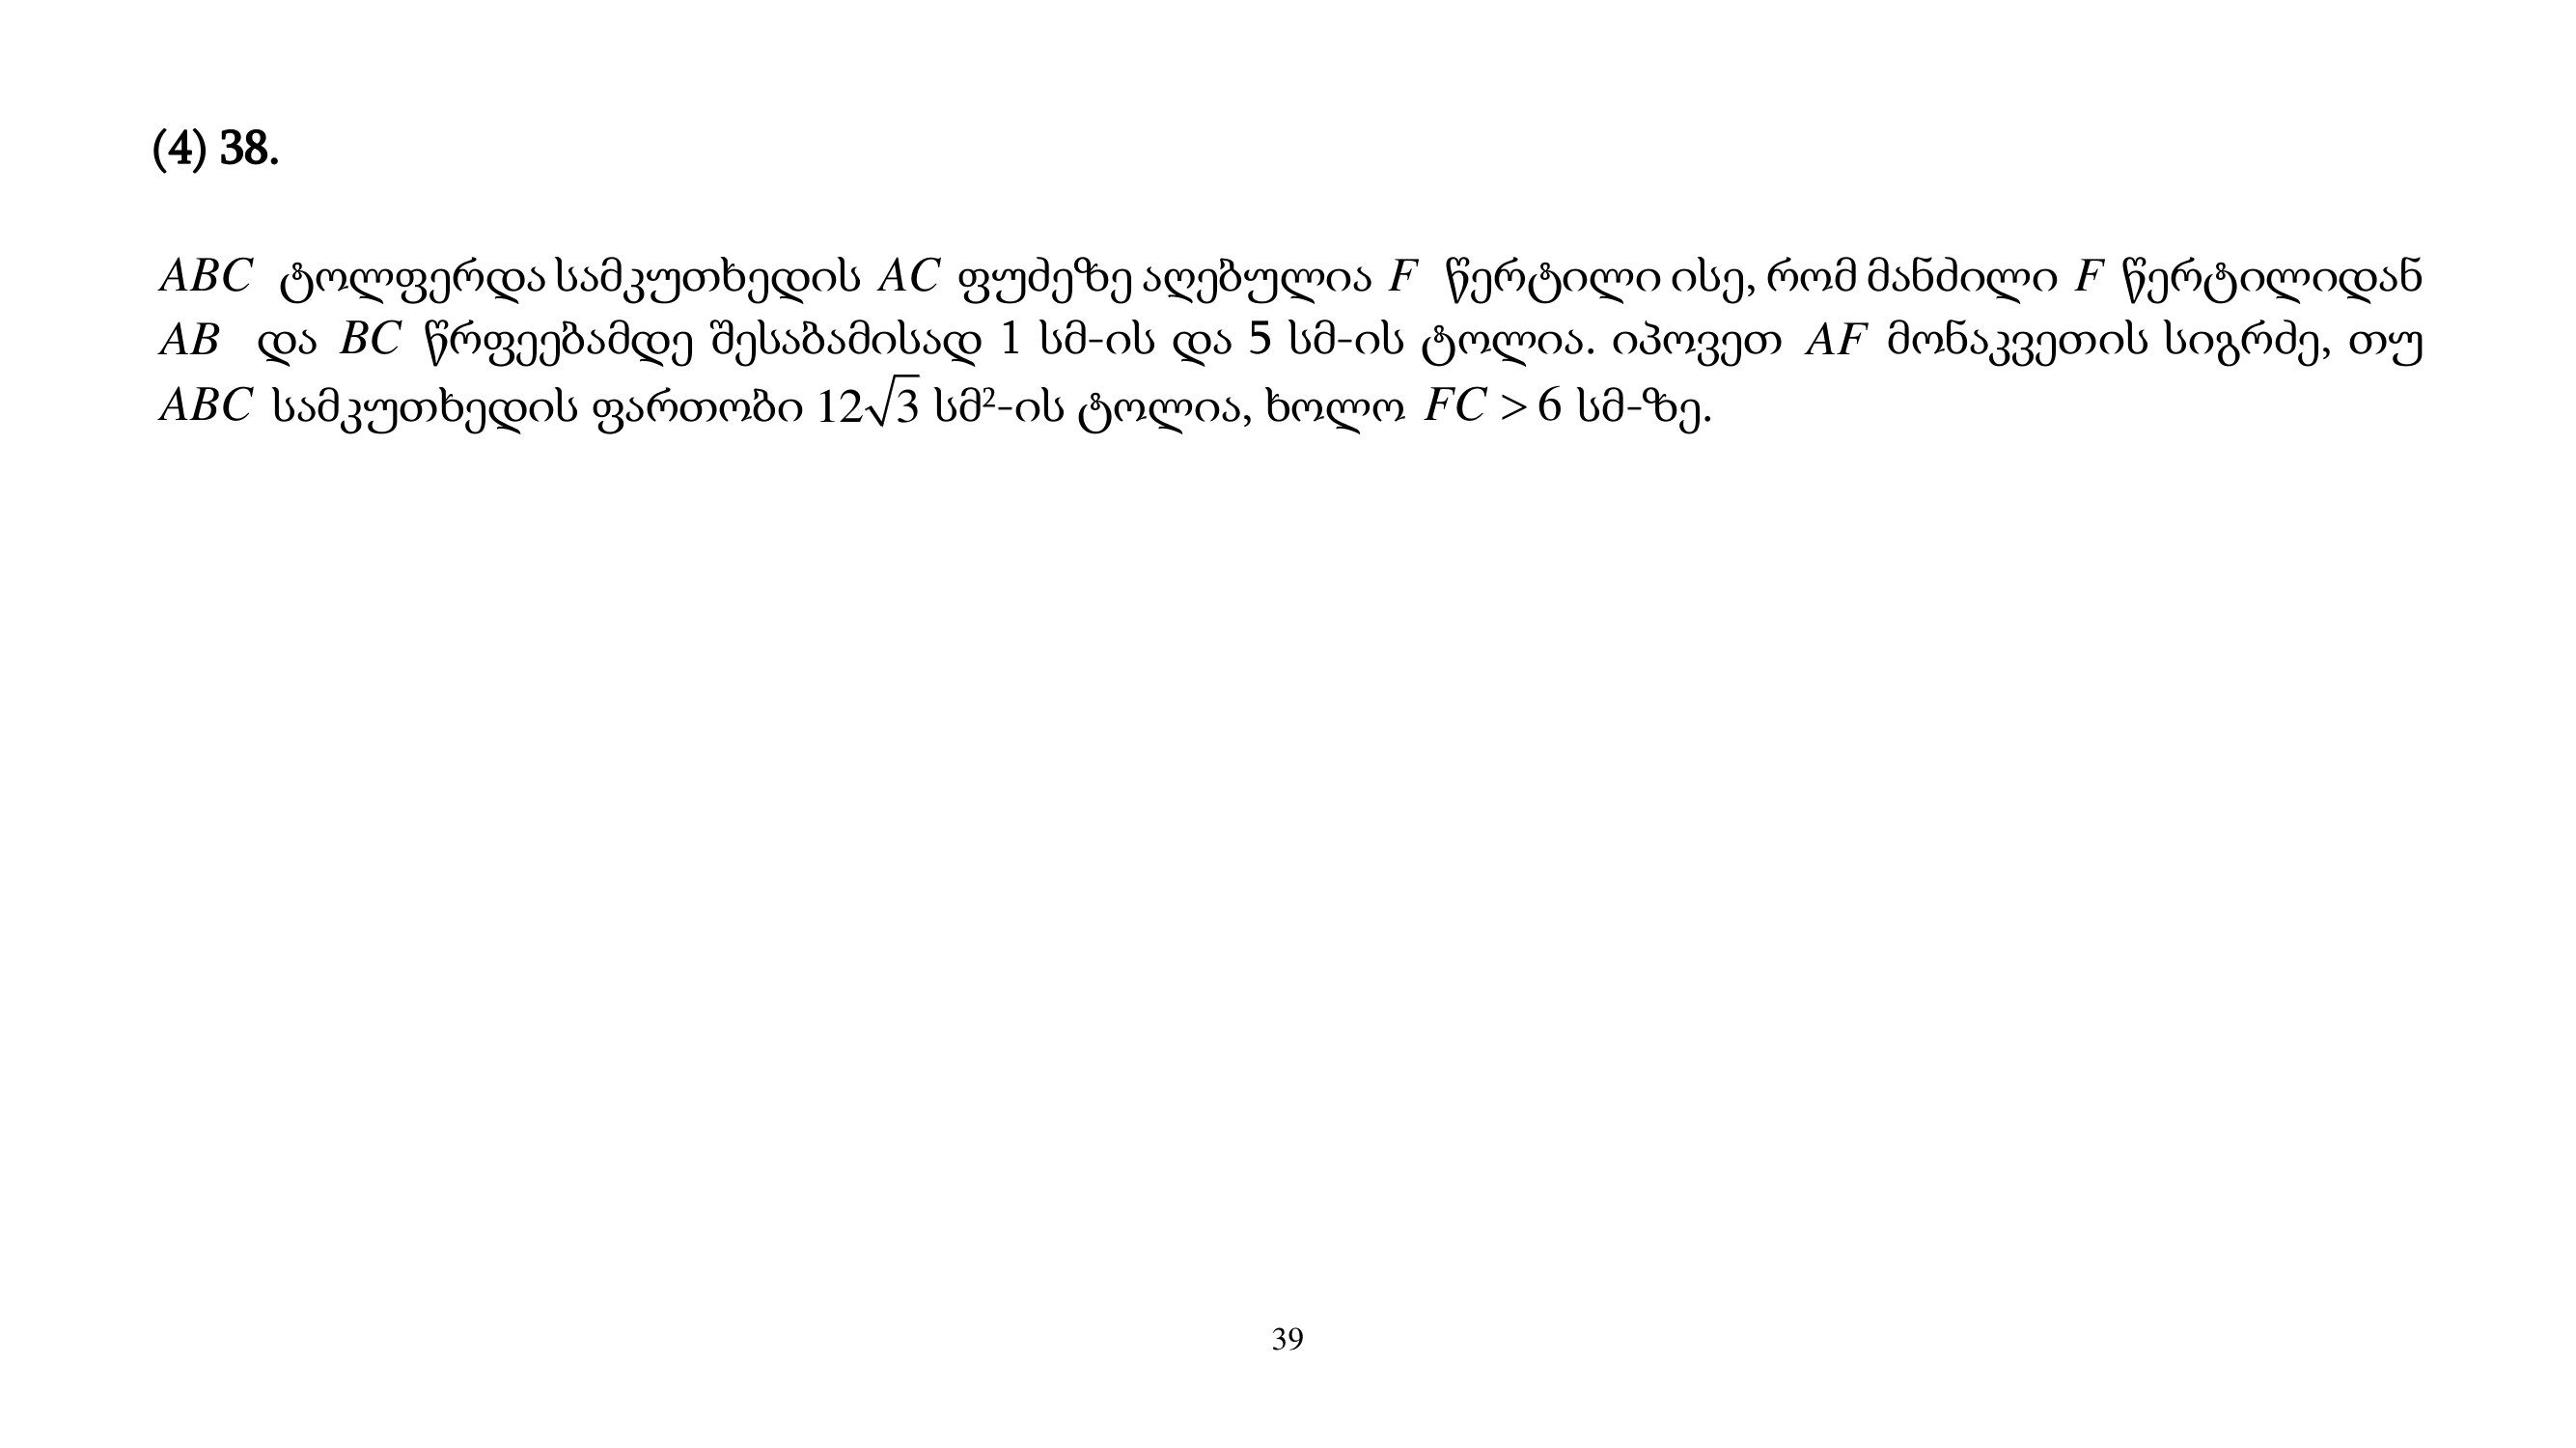 (4) 38.
ABC ტოლფერდა სამკუთხედის AC ფუძეზე აღებულია F წერტილი ისე, რომ მანძილი F წერტილიდან
AB და BC წრფეებამდე შესაბამისად 1 სმ-ის და 5 სმ-ის ტოლია. იპოვეთ AF მონაკვეთის სიგრძე, თუ
ABC სამკუთხედის ფართობი 12√3 სმ²-ის ტოლია, ხოლო FC > 6 სმ-ზე.
39